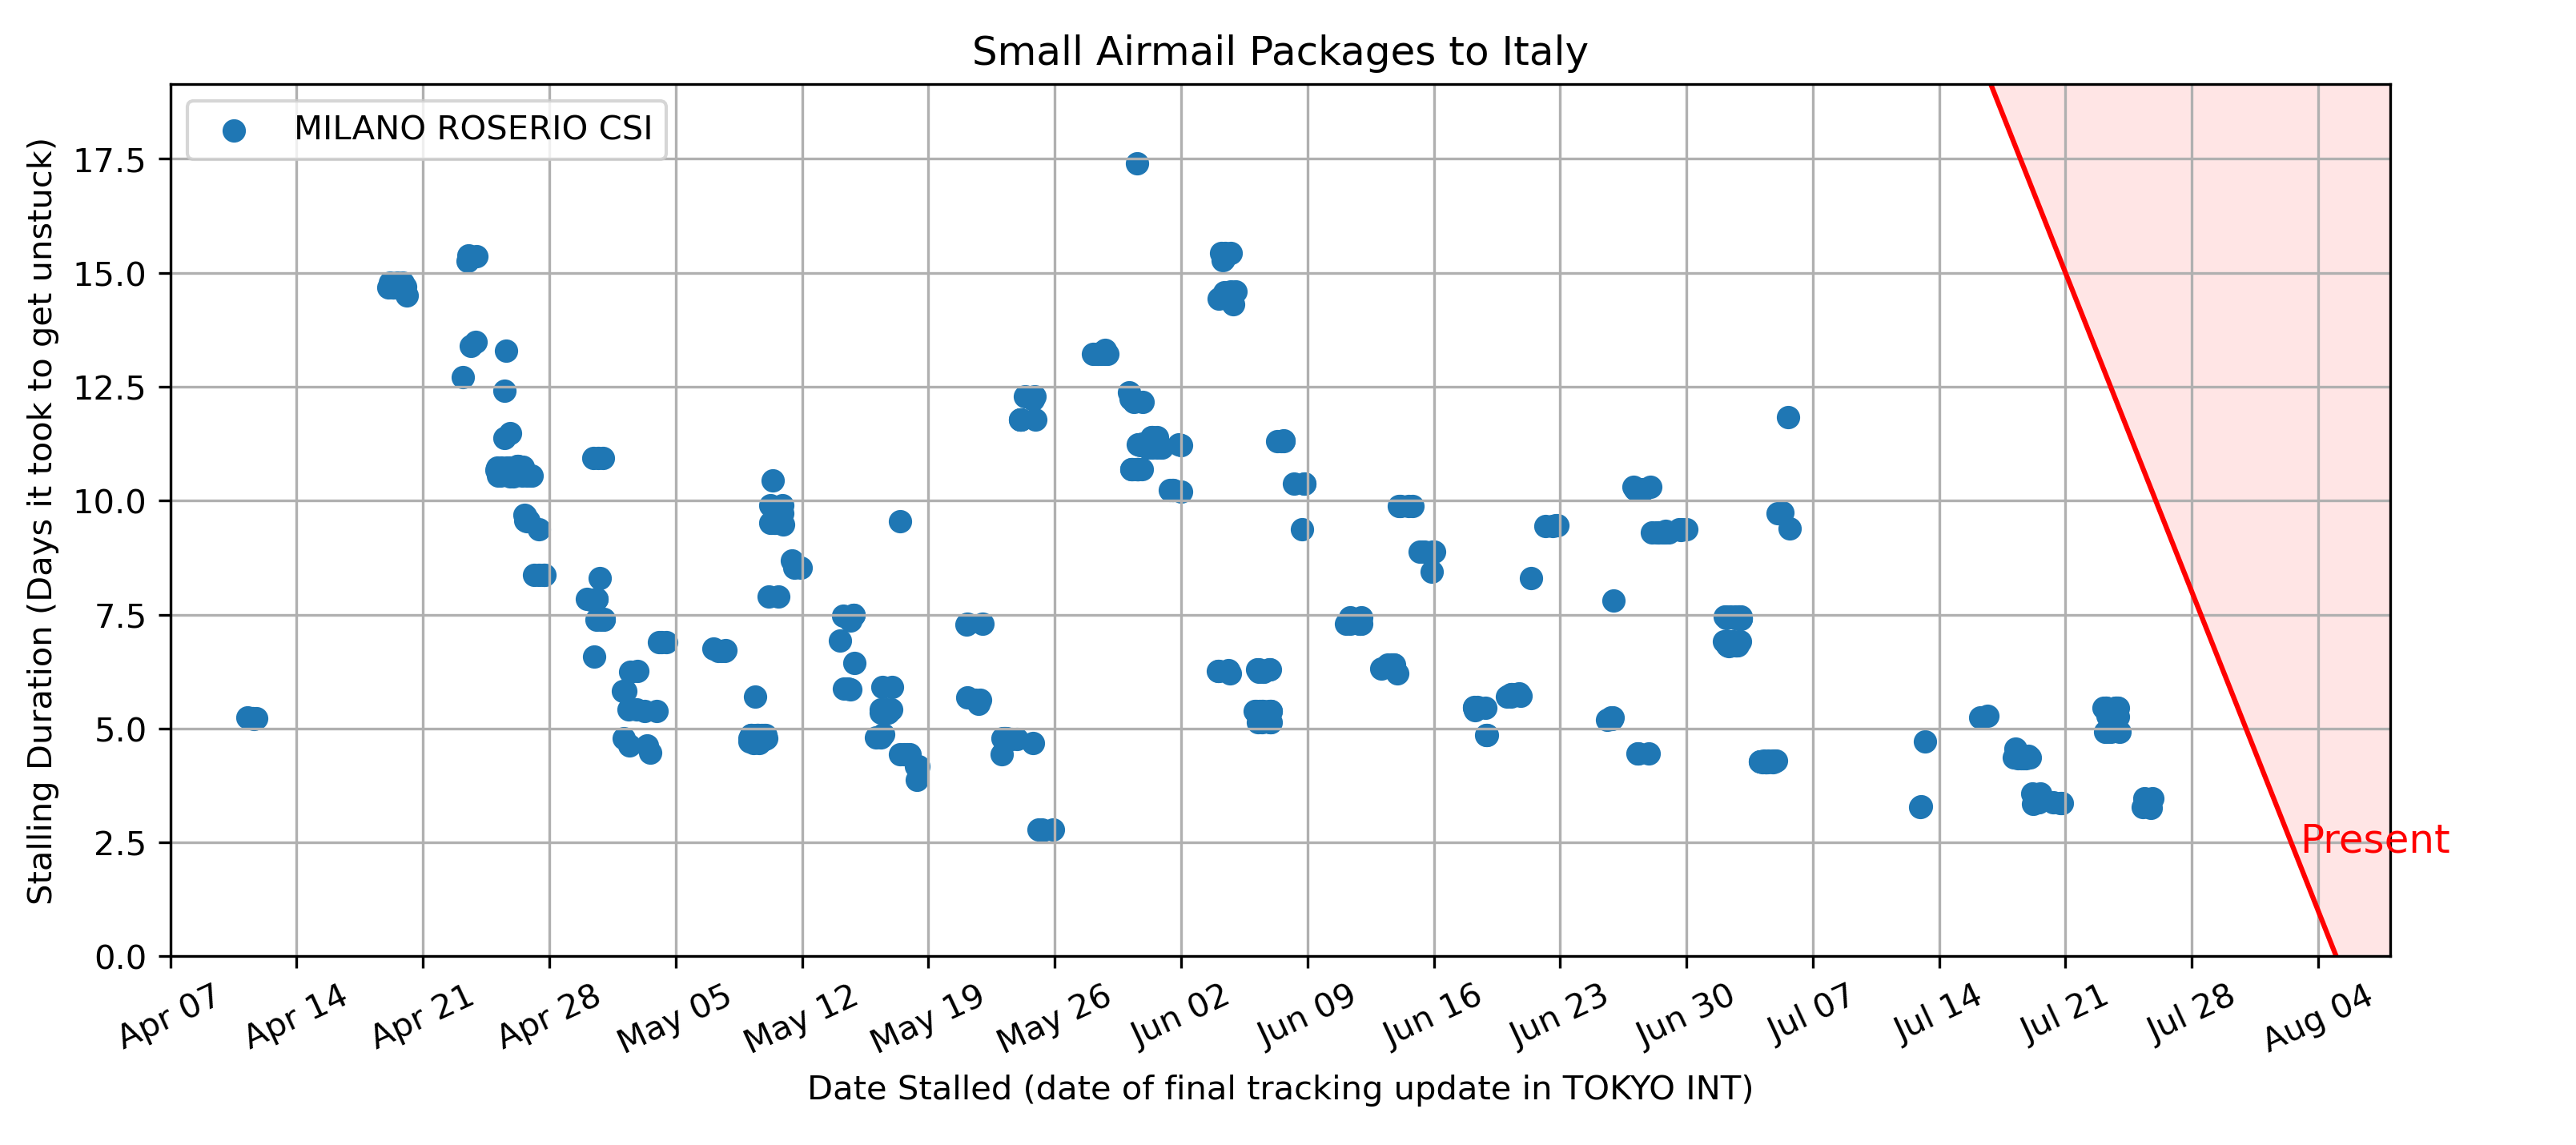 Small Airmail Packages to Italy
MILANO ROSERIO CSI
Stalling Duration (Days it took to get unstuck)
17.5
15.0
12.5
10.0
7.5
5.0
2.5
0.0
Present
Apr 07
Apr 14
Apr 21
Apr 28
May 05
May 12
May 19
May 26
Jun 02
Jun 09
Jun 16
Jun 23
Jun 30
Jul 07
Jul 14
Jul 21
Jul 28
Aug 04
Date Stalled (date of final tracking update in TOKYO INT)